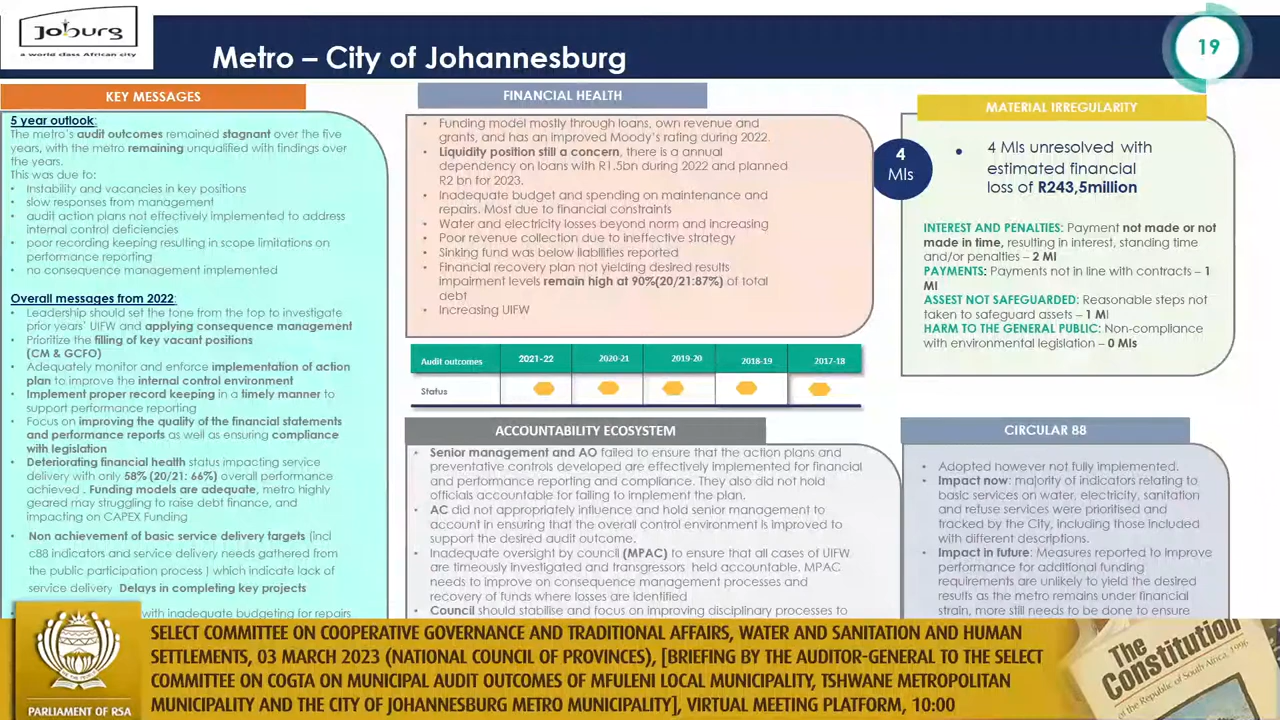 Joburg
a world class African city
Metro – City of Johannesburg
19
KEY MESSAGES
5 year outlook:
The metro's audit outcomes remained stagnant over the five
years, with the metro remaining unqualified with findings over
the years.
This was due to:
• Instability and vacancies in key positions
• slow responses from management
• audit action plans not effectively implemented to address
internal control deficiencies
• poor recording keeping resulting in scope limitations on
performance reporting
• no consequence management implemented
Overall messages from 2022:
• Leadership should set the tone from the top to investigate
prior years' UIFW and applying consequence management
• Prioritize the filling of key vacant positions
(CM & GCFO)
• Adequately monitor and enforce implementation of action
plan to improve the internal control environment
• Implement proper record keeping in a timely manner to
support performance reporting
• Focus on improving the quality of the financial statements
and performance reports as well as ensuring compliance
with legislation
• Deteriorating financial health status impacting service
delivery with only 58% (20/21: 66%) overall performance
achieved . Funding models are adequate, metro highly
geared may struggling to raise debt finance, and
impacting on CAPEX Funding
• Non achievement of basic service delivery targets (incl
c88 indicators and service delivery needs gathered from
the public participation process ) which indicate lack of
service delivery Delays in completing key projects
with inadequate budgeting for repairs
FINANCIAL HEALTH
• Funding model mostly through loans, own revenue and
grants, and has an improved Moody's rating during 2022.
• Liquidity position still a concern, there is a annual
dependency on loans with R1.5bn during 2022 and planned
R2 bn for 2023.
• Inadequate budget and spending on maintenance and
repairs. Most due to financial constraints
• Water and electricity losses beyond norm and increasing
• Poor revenue collection due to ineffective strategy
• Sinking fund was below liabilities reported
• Financial recovery plan not yielding desired results
Impairment levels remain high at 90%(20/21:87%) of total
debt
• Increasing UIFW
Audit outcomes 2021-22 2020-21 2019-20 2018-19 2017-18
Status
ACCOUNTABILITY ECOSYSTEM
• Senior management and AO failed to ensure that the action plans and
preventative controls developed are effectively implemented for financial
and performance reporting and compliance. They also did not hold
officials accountable for failing to implement the plan.
• AC did not appropriately influence and hold senior management to
account in ensuring that the overall control environment is improved to
support the desired audit outcome.
• Inadequate oversight by council (MPAC) to ensure that all cases of UIFW
are timeously investigated and transgressors held accountable. MPAC
needs to improve on consequence management processes and
recovery of funds where losses are identified
• Council should stabilise and focus on improving disciplinary processes to
MATERIAL IRREGULARITY
4
MIs
• 4 MIs unresolved with
estimated financial
loss of R243,5million
INTEREST AND PENALTIES: Payment not made or not
made in time, resulting in interest, standing time
and/or penalties – 2 MI
PAYMENTS: Payments not in line with contracts – 1
MI
ASSEST NOT SAFEGUARDED: Reasonable steps not
taken to safeguard assets – 1 MI
HARM TO THE GENERAL PUBLIC: Non-compliance
with environmental legislation – 0 MIs
CIRCULAR 88
• Adopted however not fully implemented.
• Impact now: majority of indicators relating to
basic services on water, electricity, sanitation
and refuse services were prioritised and
tracked by the City, including those included
with different descriptions.
• Impact in future: Measures reported to improve
performance for additional funding
requirements are unlikely to yield the desired
results as the metro remains under financial
strain, more still needs to be done to ensure
PARLIAMENT OF RSA
SELECT COMMITTEE ON COOPERATIVE GOVERNANCE AND TRADITIONAL AFFAIRS, WATER AND SANITATION AND HUMAN
SETTLEMENTS, 03 MARCH 2023 (NATIONAL COUNCIL OF PROVINCES), [BRIEFING BY THE AUDITOR-GENERAL TO THE SELECT
COMMITTEE ON COGTA ON MUNICIPAL AUDIT OUTCOMES OF MFULENI LOCAL MUNICIPALITY, TSHWANE METROPOLITAN
MUNICIPALITY AND THE CITY OF JOHANNESBURG METRO MUNICIPALITY], VIRTUAL MEETING PLATFORM, 10:00
The
Constitution
of the Republic of South Africa, 1996